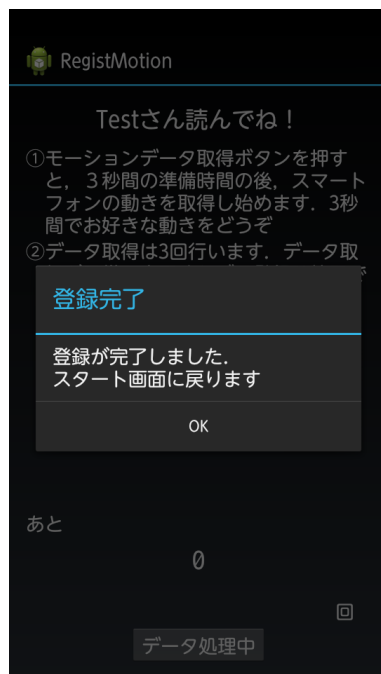 RegistMotion
Testさん読んでね！
①モーションデータ取得ボタンを押す
と，３秒間の準備時間の後，スマート
フォンの動きを取得し始めます．3秒
間でお好きな動きをどうぞ
②データ取得は3回行います．データ取
登録完了
登録が完了しました．
スタート画面に戻ります
OK
あと
0
データ処理中